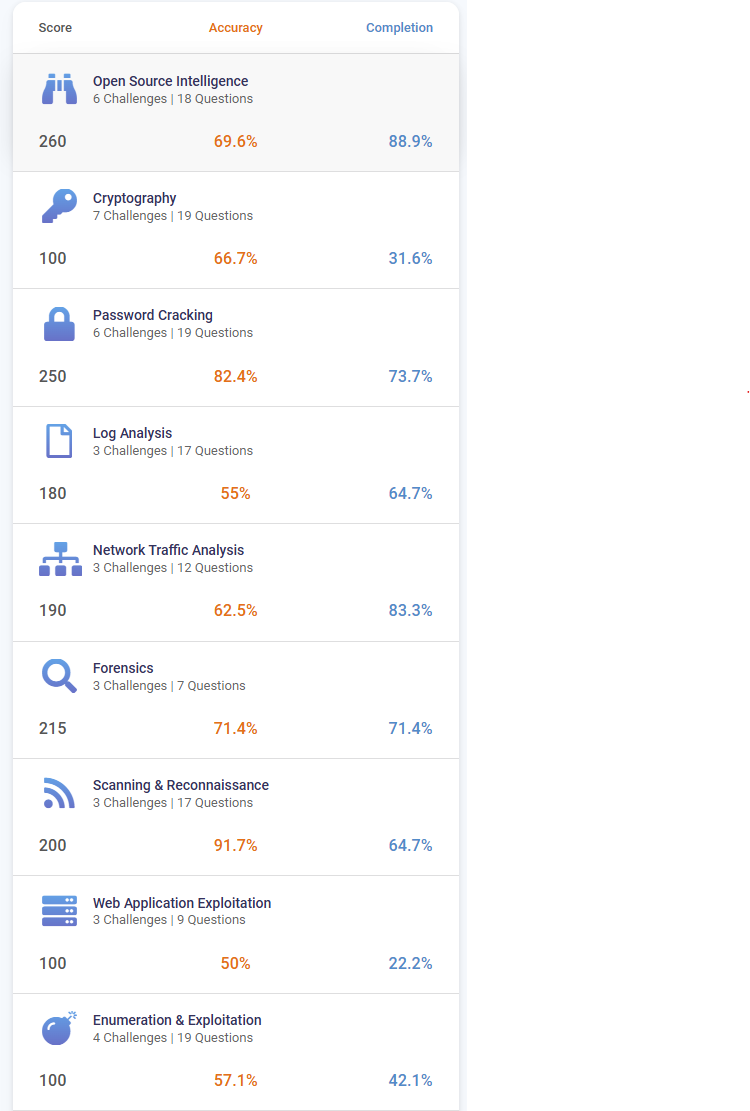 Score Accuracy Completion
Open Source Intelligence
6 Challenges | 18 Questions
260 69.6% 88.9%
Cryptography
7 Challenges | 19 Questions
100 66.7% 31.6%
Password Cracking
6 Challenges | 19 Questions
250 82.4% 73.7%
Log Analysis
3 Challenges | 17 Questions
180 55% 64.7%
Network Traffic Analysis
3 Challenges | 12 Questions
190 62.5% 83.3%
Forensics
3 Challenges | 7 Questions
215 71.4% 71.4%
Scanning & Reconnaissance
3 Challenges | 17 Questions
200 91.7% 64.7%
Web Application Exploitation
3 Challenges | 9 Questions
100 50% 22.2%
Enumeration & Exploitation
4 Challenges | 19 Questions
100 57.1% 42.1%